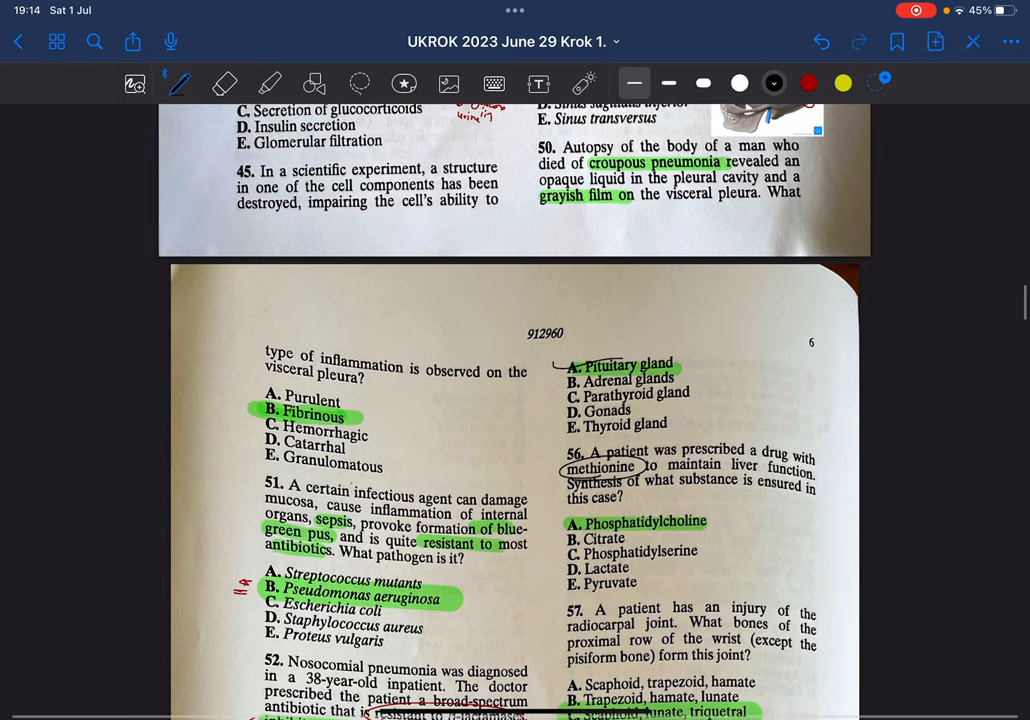 19:14 Sat 1 Jul
45%
UKROK 2023 June 29 Krok 1.
C. Secretion of glucocorticoids
D. Insulin secretion
E. Glomerular filtration
45. In a scientific experiment, a structure
in one of the cell components has been
destroyed, impairing the cell's ability to
D. Sinus sagittalis inferior
E. Sinus transversus
50. Autopsy of the body of a man who
died of croupous pneumonia revealed an
opaque liquid in the pleural cavity and a
grayish film on the visceral pleura. What
912960
6
type of inflammation is observed on the
visceral pleura?
A. Purulent
B. Fibrinous
C. Hemorrhagic
D. Catarrhal
E. Granulomatous
51. A certain infectious agent can damage
mucosa, cause inflammation of internal
organs, sepsis, provoke formation of blue-
green pus, and is quite resistant to most
antibiotics. What pathogen is it?
A. Streptococcus mutants
B. Pseudomonas aeruginosa
C. Escherichia coli
D. Staphylococcus aureus
E. Proteus vulgaris
52. Nosocomial pneumonia was diagnosed
in a 38-year-old inpatient. The doctor
prescribed the patient a broad-spectrum
antibiotic that is resistant to β-lactamases,
A. Pituitary gland
B. Adrenal glands
C. Parathyroid gland
D. Gonads
E. Thyroid gland
56. A patient was prescribed a drug with
methionine to maintain liver function.
Synthesis of what substance is ensured in
this case?
A. Phosphatidylcholine
B. Citrate
C. Phosphatidylserine
D. Lactate
E. Pyruvate
57. A patient has an injury of the
radiocarpal joint. What bones of the
proximal row of the wrist (except the
pisiform bone) form this joint?
A. Scaphoid, trapezoid, hamate
B. Trapezoid, hamate, lunate
C. Scaphoid, lunate, triquetral